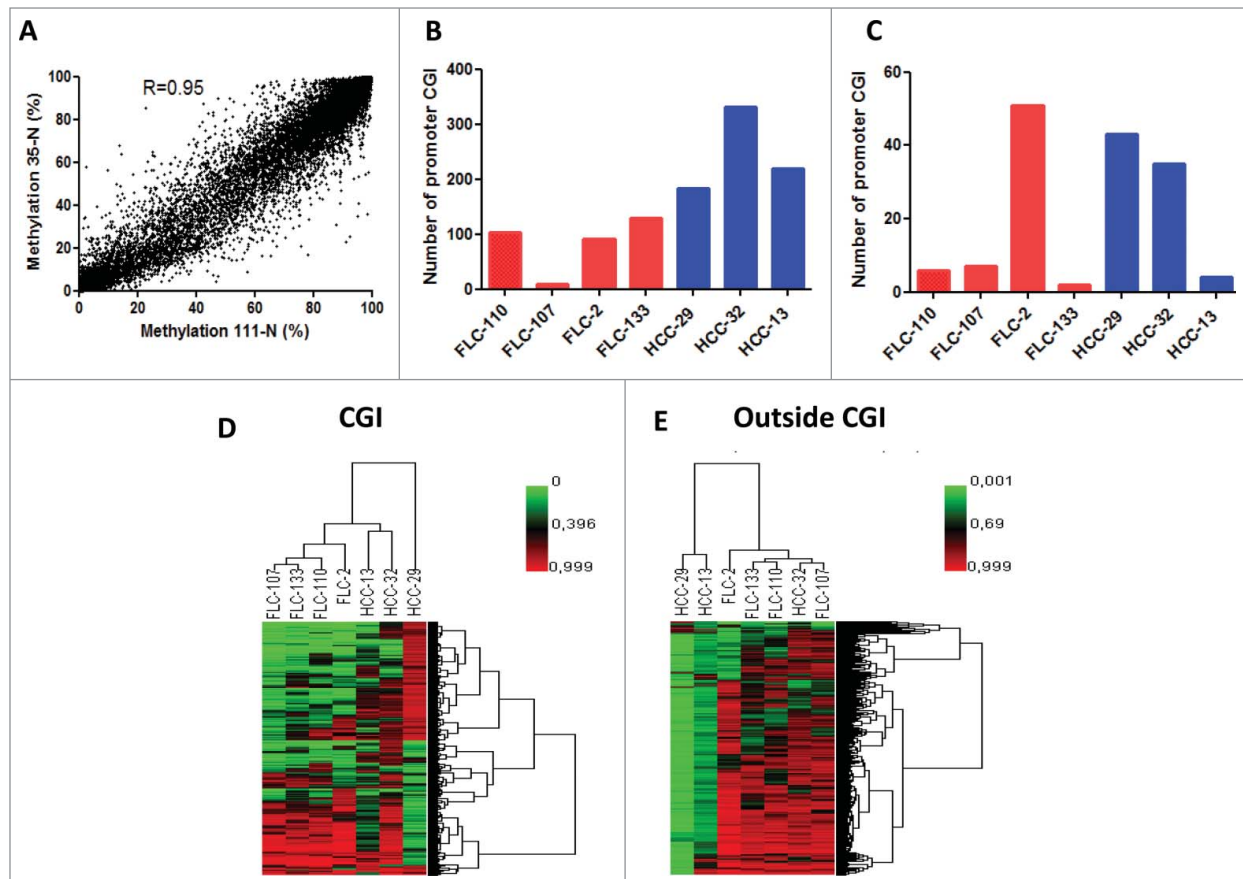 A
R=0.95
Methylation 35-N (%)
100
80
60
40
20
0
0
20
40
60
80
100
Methylation 111-N (%)
B
Number of promoter CGI
400
300
200
100
0
FLC-110
FLC-107
FLC-2
FLC-133
HCC-29
HCC-32
HCC-13
C
Number of promoter CGI
60
40
20
0
FLC-110
FLC-107
FLC-2
FLC-133
HCC-29
HCC-32
HCC-13
D
CGI
0
0,396
0,999
FLC-107
FLC-133
FLC-110
FLC-2
HCC-13
HCC-32
HCC-29
E
Outside CGI
0,001
0,69
0,999
HCC-29
HCC-13
FLC-2
FLC-133
FLC-110
HCC-32
FLC-107